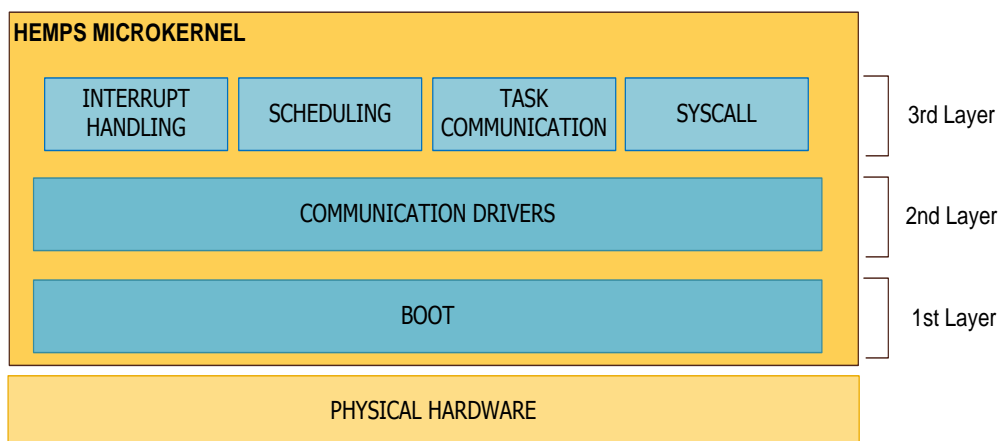 HEMPS MICROKERNEL
INTERRUPT
HANDLING
SCHEDULING
TASK
COMMUNICATION
SYSCALL
3rd Layer
COMMUNICATION DRIVERS
2nd Layer
BOOT
1st Layer
PHYSICAL HARDWARE